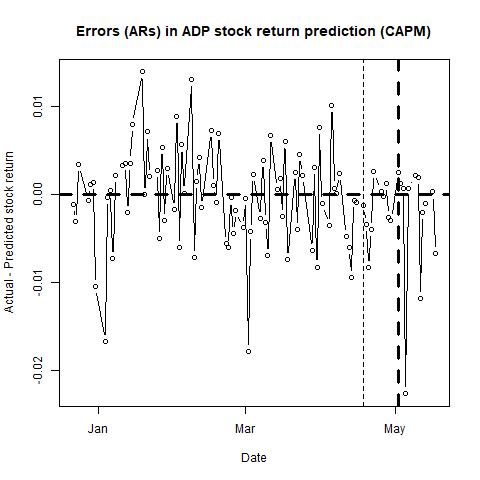 Errors (ARs) in ADP stock return prediction (CAPM)
Actual - Predicted stock return
0.01
0.00
-0.01
-0.02
Jan
Mar
May
Date